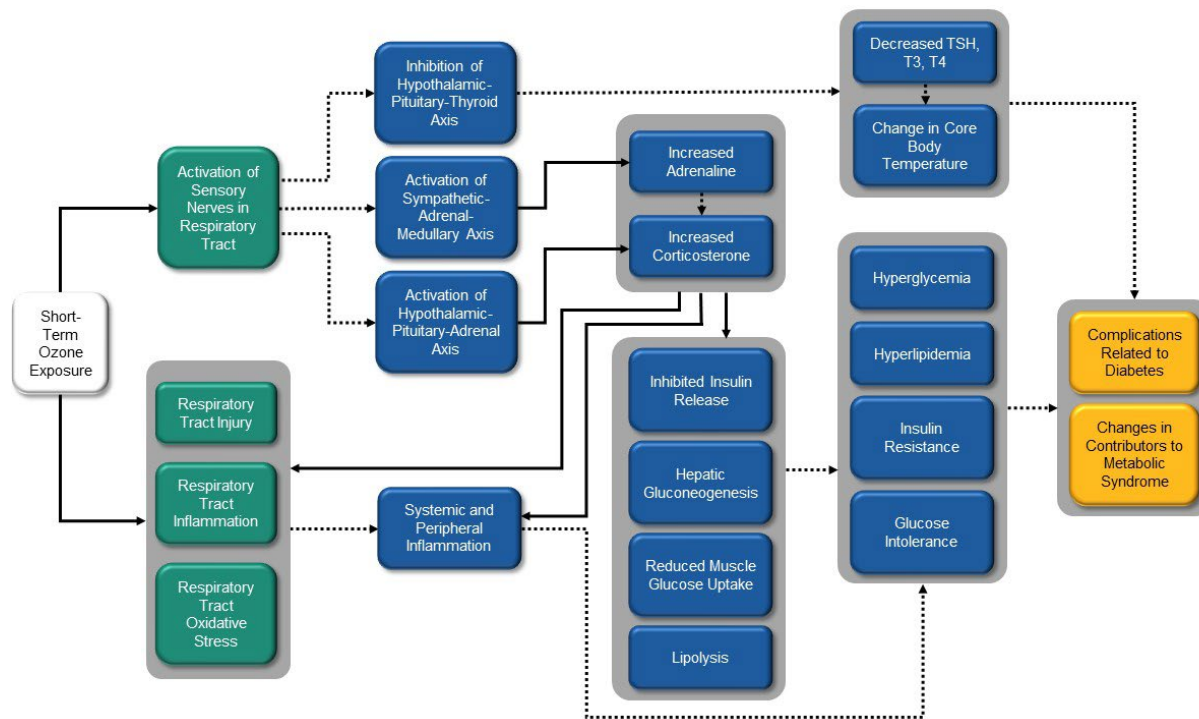 Short-
Term
Ozone
Exposure
Activation of
Sensory
Nerves in
Respiratory
Tract
Respiratory
Tract Injury
Respiratory
Tract
Inflammation
Respiratory
Tract
Oxidative
Stress
Inhibition of
Hypothalamic-
Pituitary-Thyroid
Axis
Activation of
Sympathetic-
Adrenal-
Medullary Axis
Activation of
Hypothalamic-
Pituitary-Adrenal
Axis
Systemic and
Peripheral
Inflammation
Increased
Adrenaline
Increased
Corticosterone
Inhibited Insulin
Release
Hepatic
Gluconeogenesis
Reduced Muscle
Glucose Uptake
Lipolysis
Decreased TSH,
T3, T4
Change in Core
Body
Temperature
Hyperglycemia
Hyperlipidemia
Insulin
Resistance
Glucose
Intolerance
Complications
Related to
Diabetes
Changes in
Contributors to
Metabolic
Syndrome